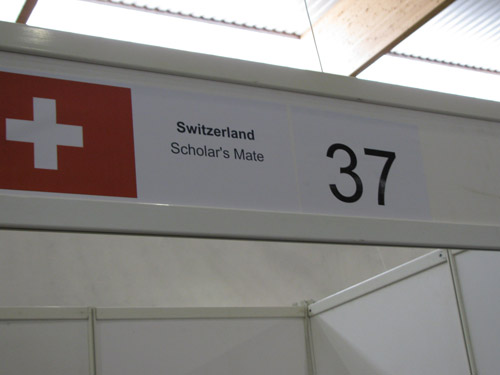 Switzerland
Scholar's Mate
37